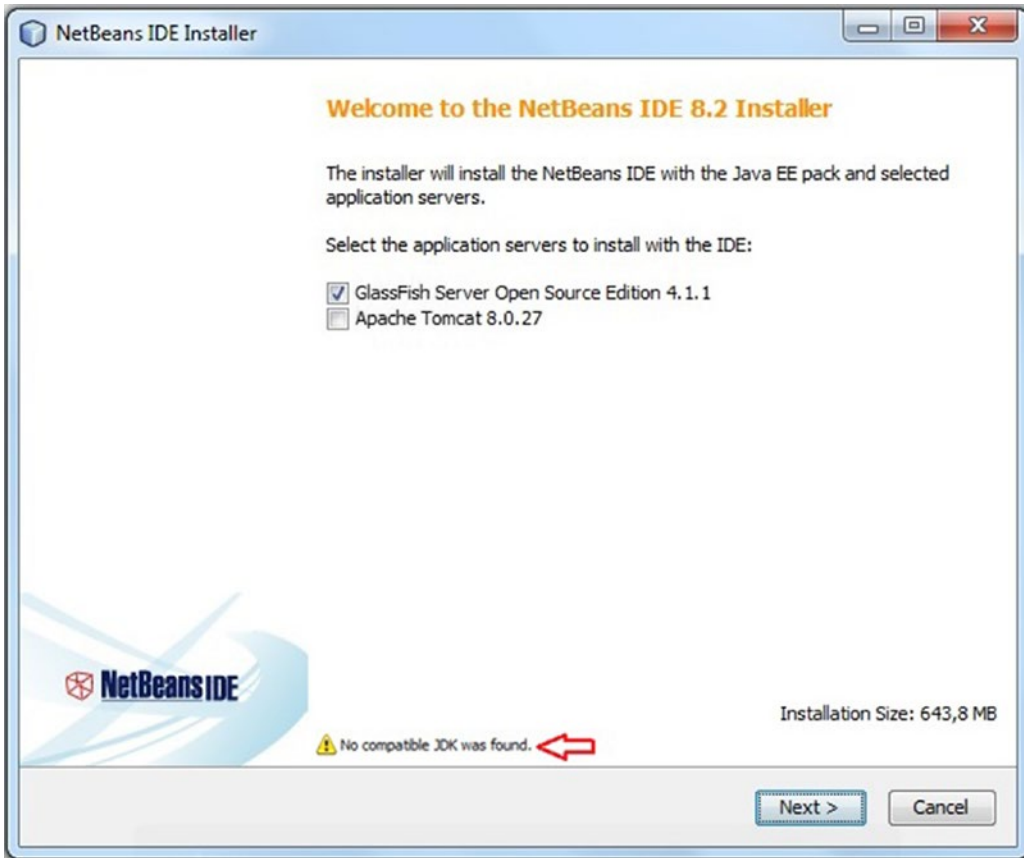 NetBeans IDE Installer
Welcome to the NetBeans IDE 8.2 Installer
The installer will install the NetBeans IDE with the Java EE pack and selected
application servers.
Select the application servers to install with the IDE:
GlassFish Server Open Source Edition 4.1.1
Apache Tomcat 8.0.27
NetBeans IDE
Installation Size: 643,8 MB
No compatible JDK was found.
Next >
Cancel